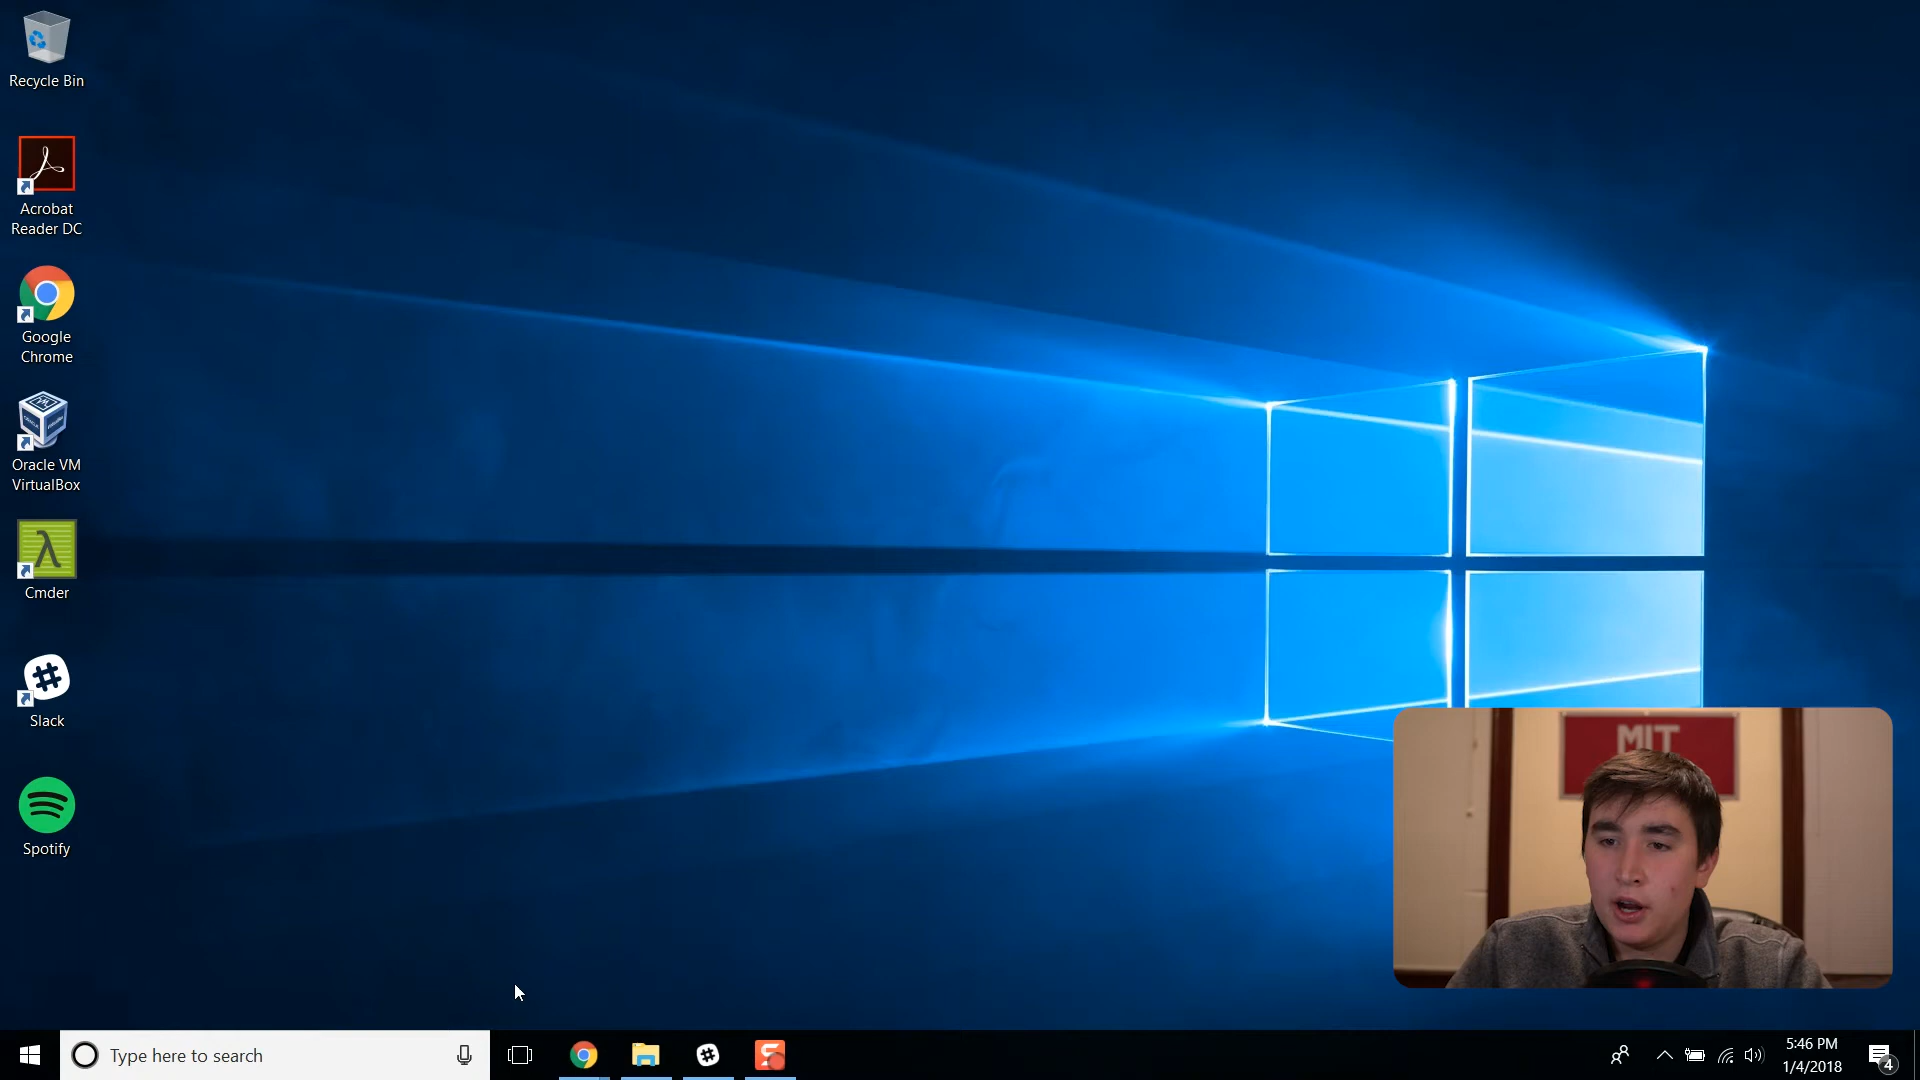 Recycle Bin
Acrobat
Reader DC
Google
Chrome
Oracle VM
VirtualBox
Cmder
Slack
Spotify
MIT
Type here to search
5:46 PM
1/4/2018
4